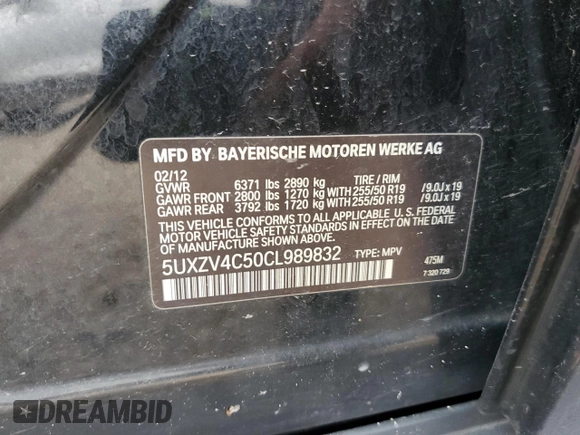 MFD BY BAYERISCHE MOTOREN WERKE AG
02/12
GVWR 6371 lbs 2890 kg TIRE / RIM
GAWR FRONT 2800 lbs 1270 kg WITH 255/50 R19 /9.0J x 19
GAWR REAR 3792 lbs 1720 kg WITH 255/50 R19 /9.0J x 19
THIS VEHICLE CONFORMS TO ALL APPLICABLE U. S. FEDERAL
MOTOR VEHICLE SAFETY STANDARDS IN EFFECT ON THE DATE
OF MANUFACTURE SHOWN ABOVE.
5UXZV4C50CL989832 TYPE: MPV 475M
7 320 729
DREAMBID